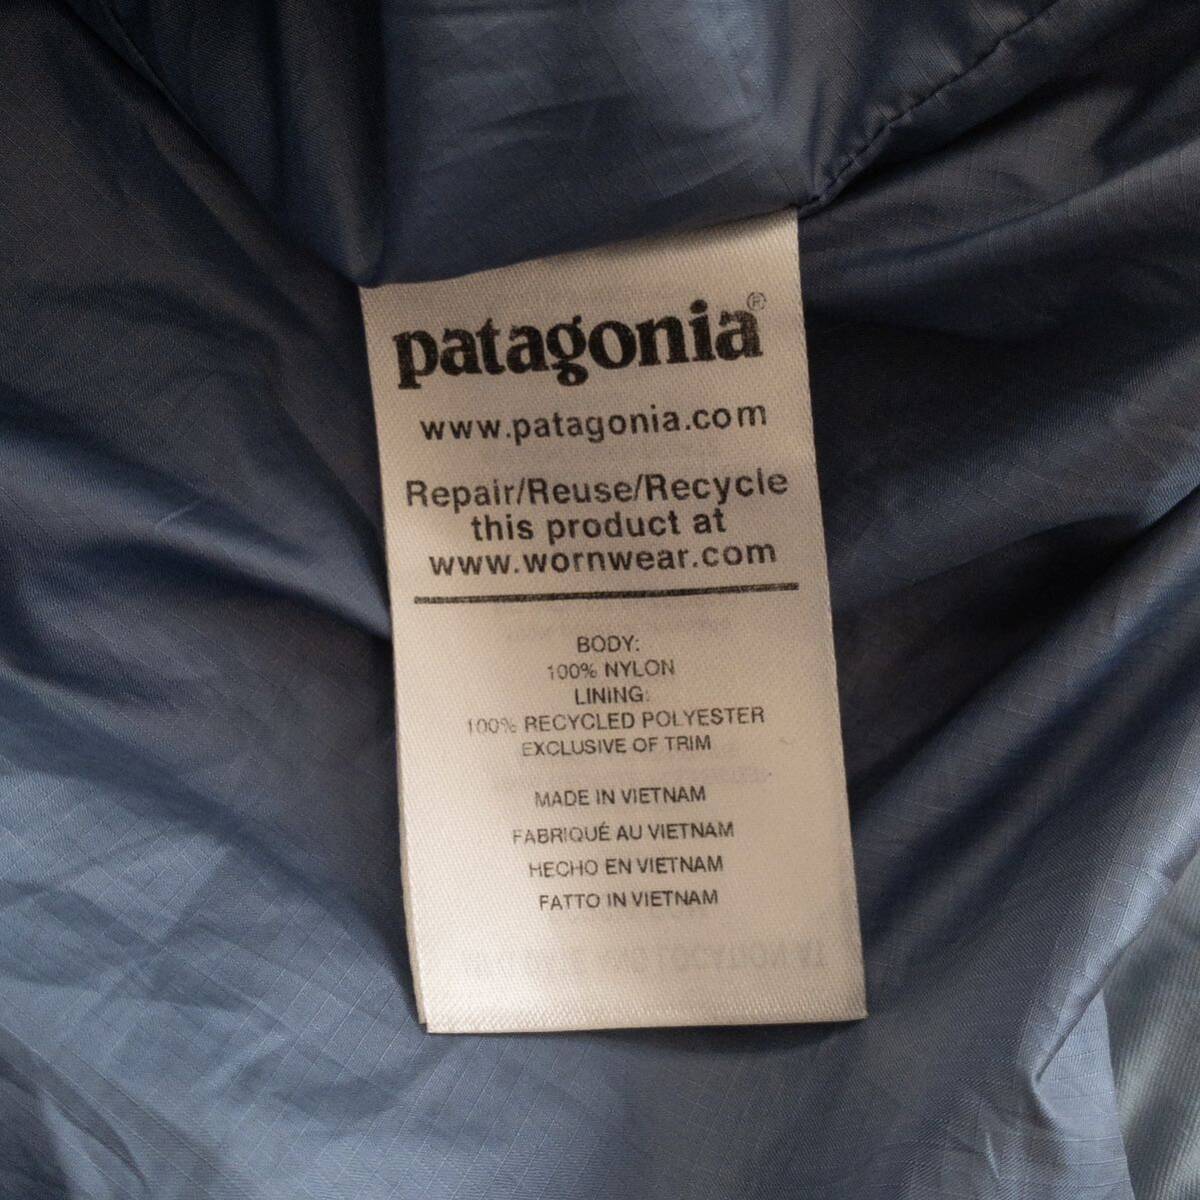 patagonia®
www.patagonia.com
Repair/Reuse/Recycle
this product at
www.wornwear.com
BODY:
100% NYLON
LINING:
100% RECYCLED POLYESTER
EXCLUSIVE OF TRIM
MADE IN VIETNAM
FABRIQUÉ AU VIETNAM
HECHO EN VIETNAM
FATTO IN VIETNAM